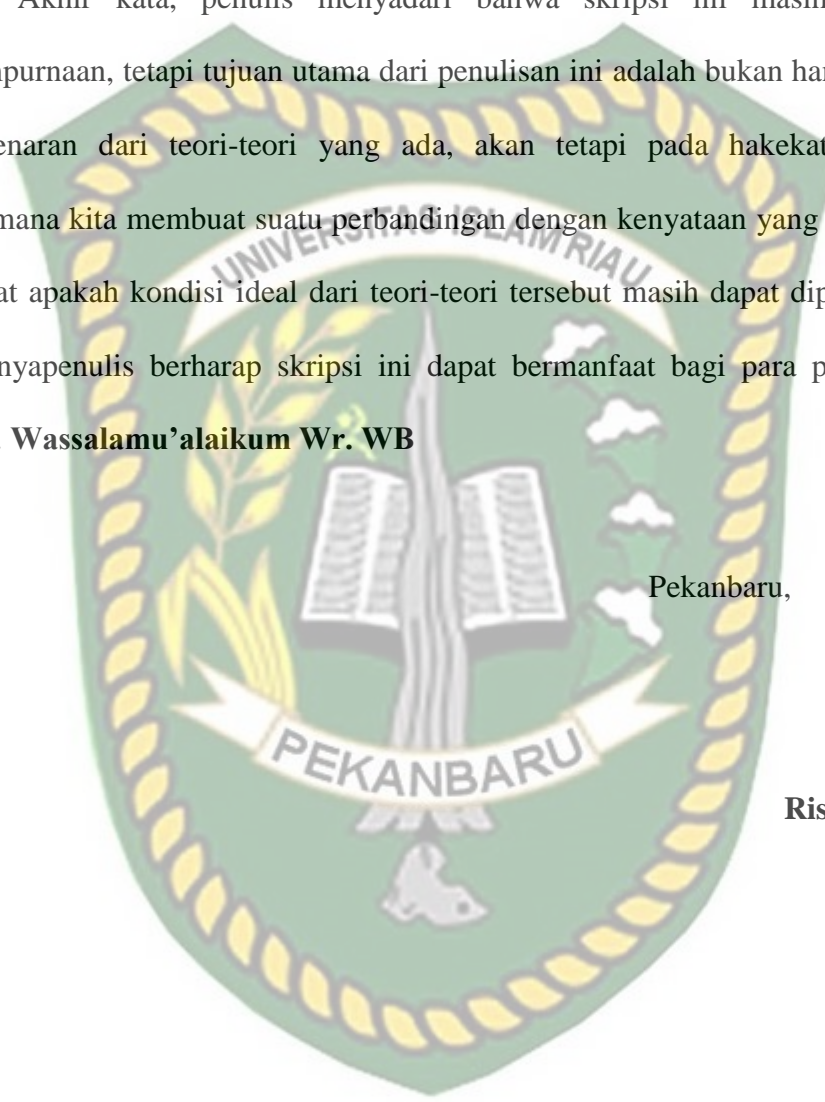 Akhir kata, penulis menyadari bahwa skripsi ini masih
purnaan, tetapi tujuan utama dari penulisan ini adalah bukan
enaran dari teori-teori yang ada, akan tetapi pada hakekat
mana kita membuat suatu perbandingan dengan kenyataan yang
at apakah kondisi ideal dari teori-teori tersebut masih dapat
nyapenulis berharap skripsi ini dapat bermanfaat bagi para
. Wassalamu’alaikum Wr. WB
Pekanbaru,
Ris
UNIVERSITAS ISLAM RIAU
PEKANBARU